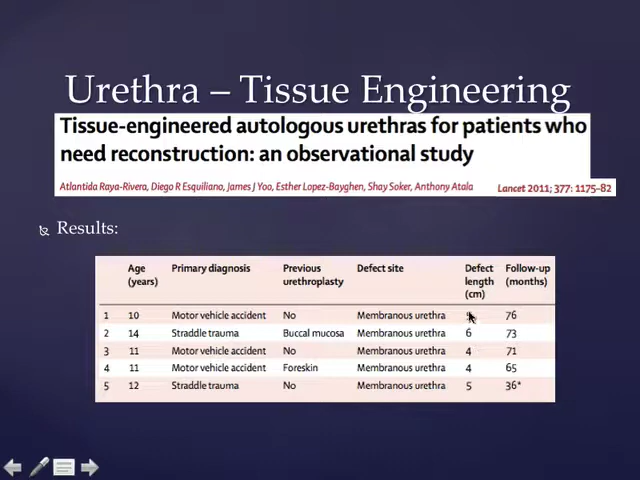 Urethra – Tissue Engineering
Tissue-engineered autologous urethras for patients who
need reconstruction: an observational study
Atlantida Raya-Rivera, Diego R Esquiliano, James J Yoo, Esther Lopez-Bayghen, Shay Soker, Anthony Atala Lancet 2011; 377: 1175–82
Results:
Age (years) Primary diagnosis Previous urethroplasty Defect site Defect length (cm) Follow-up (months)
1 10 Motor vehicle accident No Membranous urethra 76
2 14 Straddle trauma Buccal mucosa Membranous urethra 6 73
3 11 Motor vehicle accident No Membranous urethra 4 71
4 11 Motor vehicle accident Foreskin Membranous urethra 4 65
5 12 Straddle trauma No Membranous urethra 5 36*